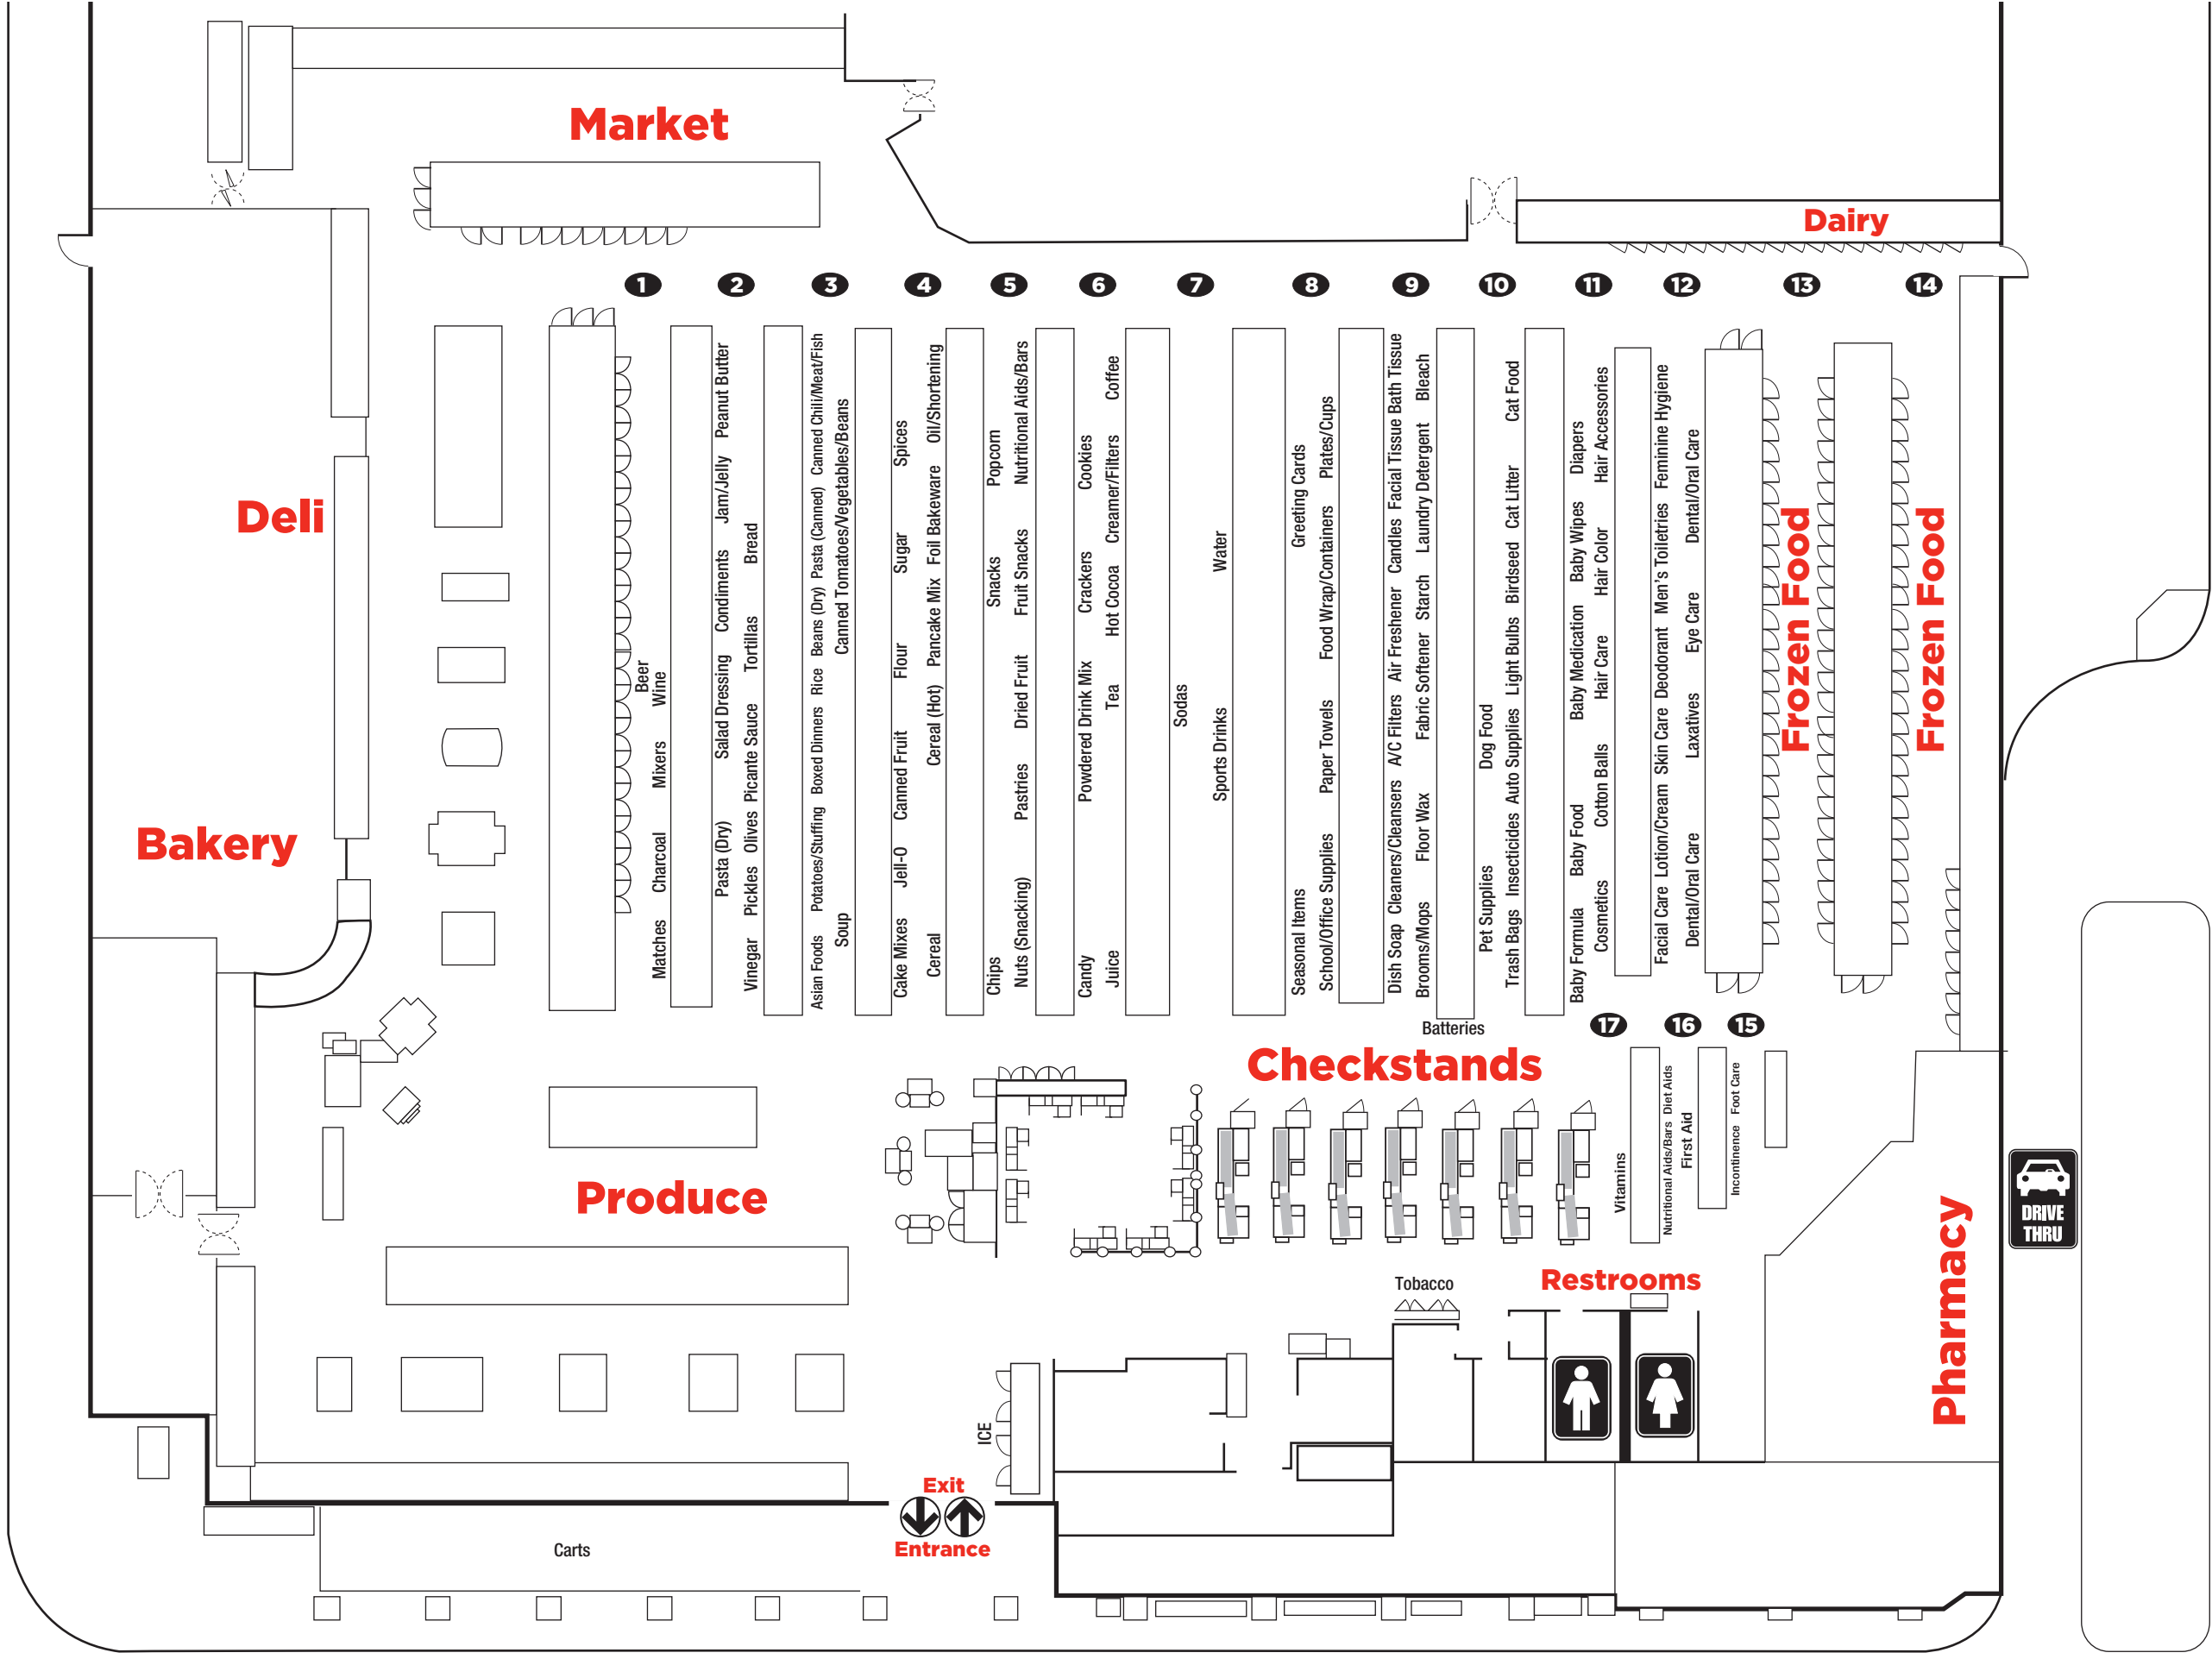 Market
Dairy
1
2
3
4
5
6
7
8
9
10
11
12
13
14
Deli
Bakery
Beer
Matches Charcoal Mixers Wine
Pasta (Dry) Salad Dressing Condiments Jam/Jelly Peanut Butter
Vinegar Pickles Olives Picante Sauce Tortillas Bread
Asian Foods Potatoes/Stuffing Boxed Dinners Rice Beans (Dry) Pasta (Canned) Canned Chili/Meat/Fish
Soup Canned Tomatoes/Vegetables/Beans
Cake Mixes Jell-O Canned Fruit Flour Sugar Spices
Cereal Cereal (Hot) Pancake Mix Foil Bakeware Oil/Shortening
Chips Snacks Popcorn
Nuts (Snacking) Pastries Dried Fruit Fruit Snacks Nutritional Aids/Bars
Candy Powdered Drink Mix Crackers Cookies
Juice Tea Hot Cocoa Creamer/Filters Coffee
Sodas
Sports Drinks Water
Seasonal Items Greeting Cards
School/Office Supplies Paper Towels Food Wrap/Containers Plates/Cups
Dish Soap Cleaners/Cleansers A/C Filters Air Freshener Candles Facial Tissue Bath Tissue
Brooms/Mops Floor Wax Fabric Softener Starch Laundry Detergent Bleach
Pet Supplies Dog Food
Trash Bags Insecticides Auto Supplies Light Bulbs Birdseed Cat Litter Cat Food
Baby Formula Baby Food Baby Medication Baby Wipes Diapers
Cosmetics Cotton Balls Hair Care Hair Color Hair Accessories
Facial Care Lotion/Cream Skin Care Deodorant Men's Toiletries Feminine Hygiene
Dental/Oral Care Laxatives Eye Care Dental/Oral Care
Frozen Food
Frozen Food
Batteries
17
16
15
Checkstands
Vitamins
Nutritional Aids/Bars Diet Aids
First Aid
Incontinence Foot Care
Produce
Pharmacy
DRIVE
THRU
Tobacco
Restrooms
ICE
Exit
Entrance
Carts